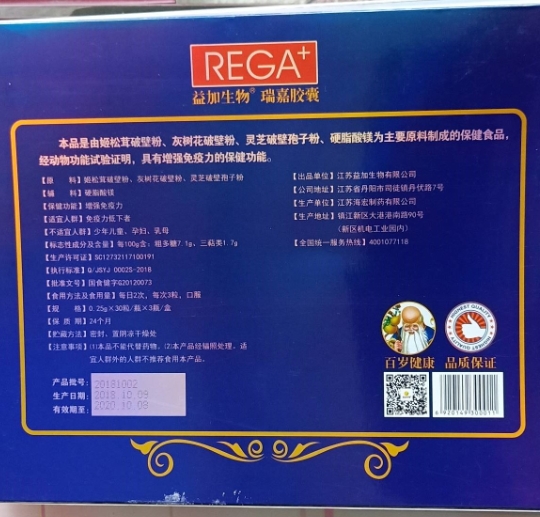 REGA+
益加生物® 瑞嘉胶囊
本品是由姬松茸破壁粉、灰树花破壁粉、灵芝破壁孢子粉、硬脂酸镁为主要原料制成的保健食品，
经动物功能试验证明，具有增强免疫力的保健功能。
【原 料】姬松茸破壁粉、灰树花破壁粉、灵芝破壁孢子粉
【辅 料】硬脂酸镁
【保健功能】增强免疫力
【适宜人群】免疫力低下者
【不适宜人群】少年儿童、孕妇、乳母
【标志性成分及含量】每100g含：粗多糖7.1g、三萜类1.7g
【生产许可证】SC12732117100191
【执行标准】Q/JSYJ 0002S-2018
【批准文号】国食健字G20120073
【食用方法及食用量】每日2次，每次3粒，口服
【规 格】0.25g×30粒/瓶×3瓶/盒
【保 质 期】24个月
【贮藏方法】密封、置阴凉干燥处
【注意事项】(1)本品不能代替药物。(2)本产品经辐照处理。适
宜人群外的人群不推荐食用本产品。
【出品单位】江苏益加生物有限公司
【公司地址】江苏省丹阳市司徒镇丹伏路7号
【生产单位】江苏海宏制药有限公司
【生产地址】镇江新区大港港南路90号
（新区机电工业园内）
【全国统一服务热线】4001077118
HIGHEST QUALITY
百岁健康 品质保证
产品批号：20181002
生产日期：2018.10.09
有效期至：2020.10.08
6 920149 300011